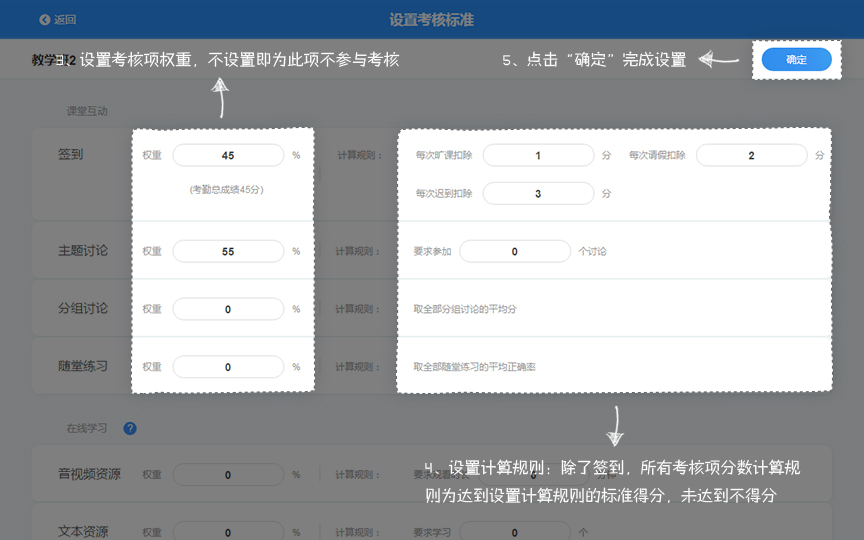 返回
设置考核标准
教学班2
3、设置考核项权重，不设置即为此项不参与考核
5、点击“确定”完成设置
确定
课堂互动
签到 权重 45 % 计算规则： 每次旷课扣除 1 分 每次请假扣除 2 分
(考勤总成绩45分) 每次迟到扣除 3 分
主题讨论 权重 55 % 计算规则： 要求参加 0 个讨论
分组讨论 权重 0 % 计算规则： 取全部分组讨论的平均分
随堂练习 权重 0 % 计算规则： 取全部随堂练习的平均正确率
在线学习 ?
4、设置计算规则：除了签到，所有考核项分数计算规
则为达到设置计算规则的标准得分，未达到不得分
音视频资源 权重 0 % 计算规则： 0 分钟
文本资源 权重 0 % 计算规则： 要求学习 0 个